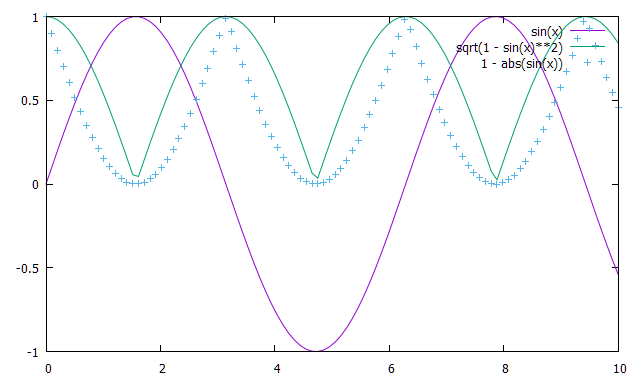 1
sin(x)
sqrt(1 - sin(x)**2)
1 - abs(sin(x))
0.5
0
-0.5
-1
0 2 4 6 8 10